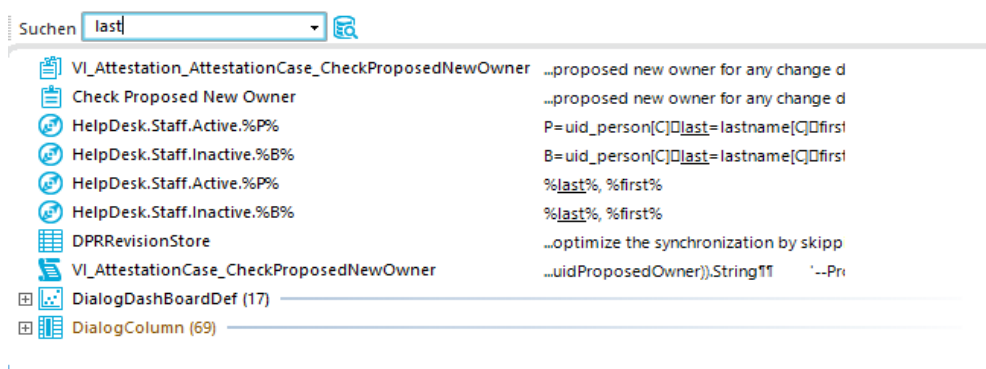 Suchen last
VI_Attestation_AttestationCase_CheckProposedNewOwner ...proposed new owner for any change d
Check Proposed New Owner ...proposed new owner for any change d
HelpDesk.Staff.Active.%P% P=uid_person[C]□last=lastname[C]□first
HelpDesk.Staff.Inactive.%B% B=uid_person[C]□last=lastname[C]□first
HelpDesk.Staff.Active.%P% %last%, %first%
HelpDesk.Staff.Inactive.%B% %last%, %first%
DPRRevisionStore ...optimize the synchronization by skipp
VI_AttestationCase_CheckProposedNewOwner ...uidProposedOwner)).String¶¶ '--Pro
DialogDashBoardDef (17)
DialogColumn (69)